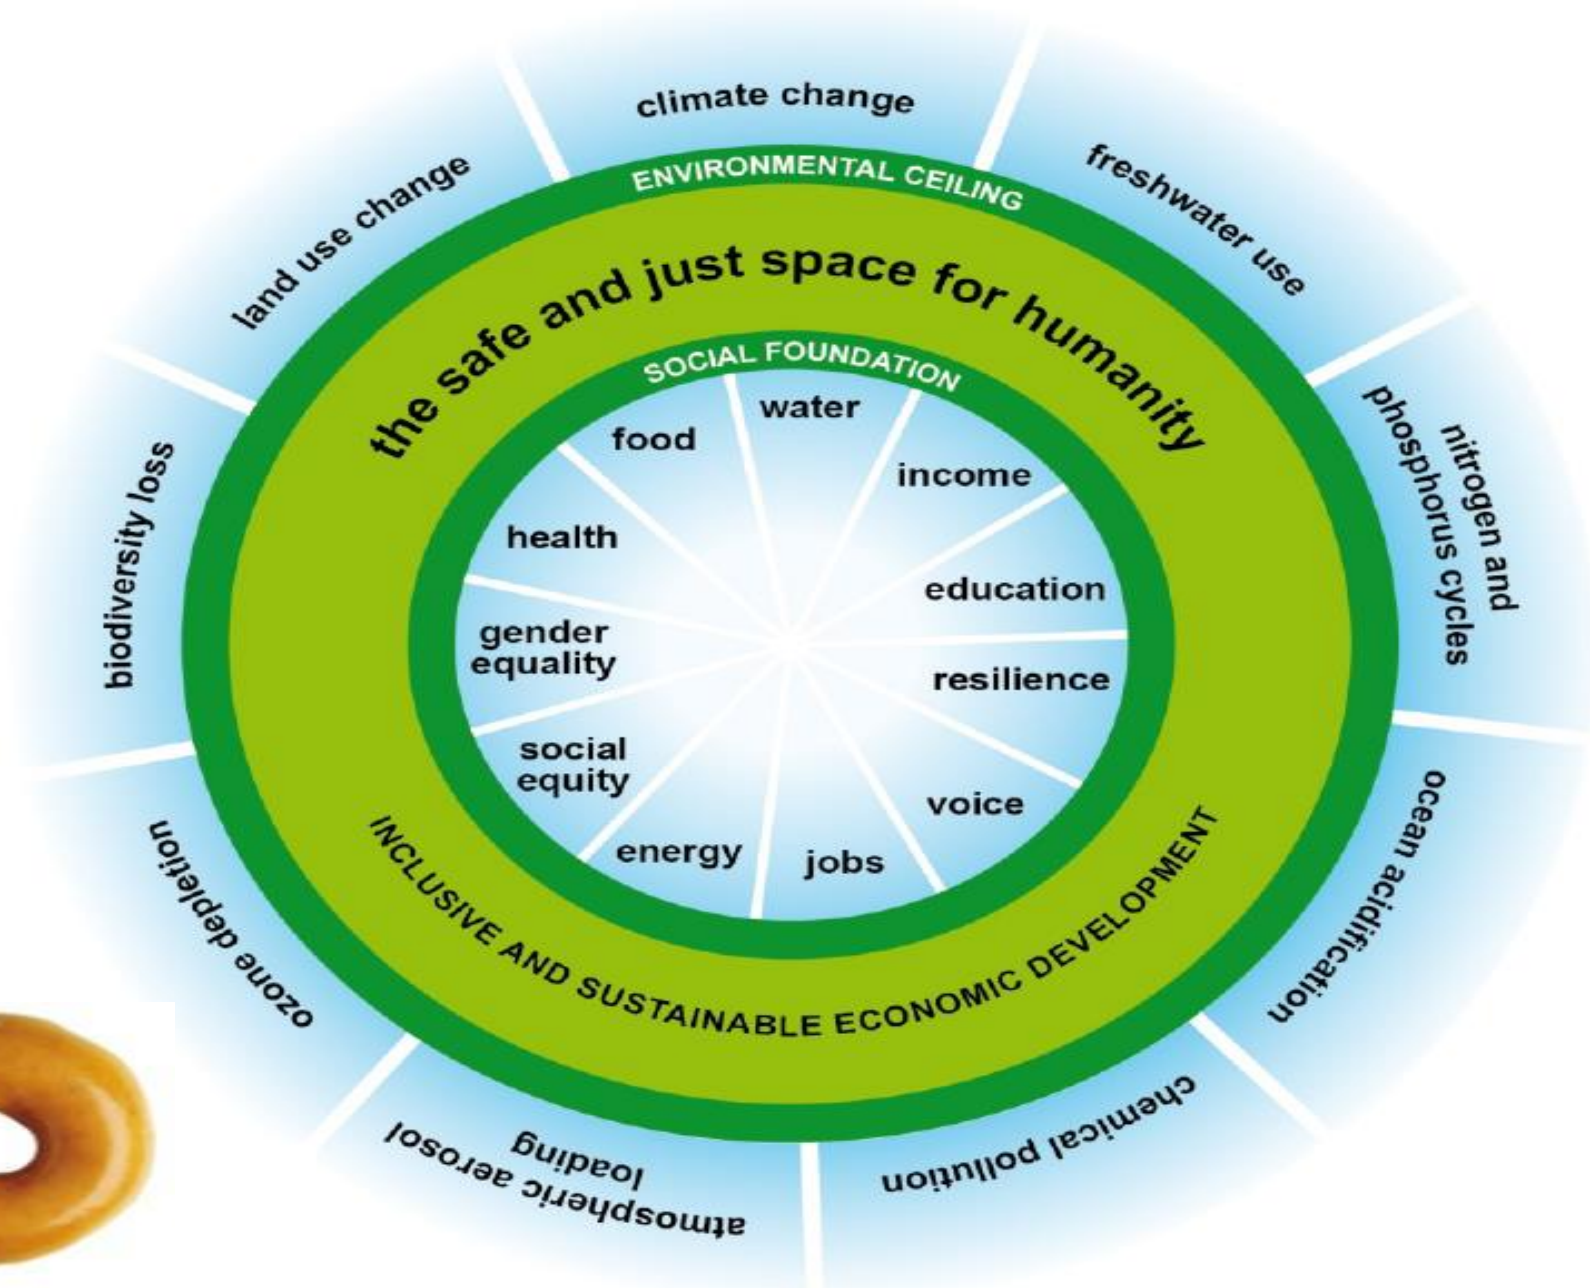 climate change
freshwater use
nitrogen and
phosphorus cycles
ocean acidification
chemical pollution
atmospheric aerosol
loading
ozone depletion
biodiversity loss
land use change
ENVIRONMENTAL CEILING
the safe and just space for humanity
SOCIAL FOUNDATION
water
income
education
resilience
voice
jobs
energy
social
equity
gender
equality
health
food
INCLUSIVE AND SUSTAINABLE ECONOMIC DEVELOPMENT